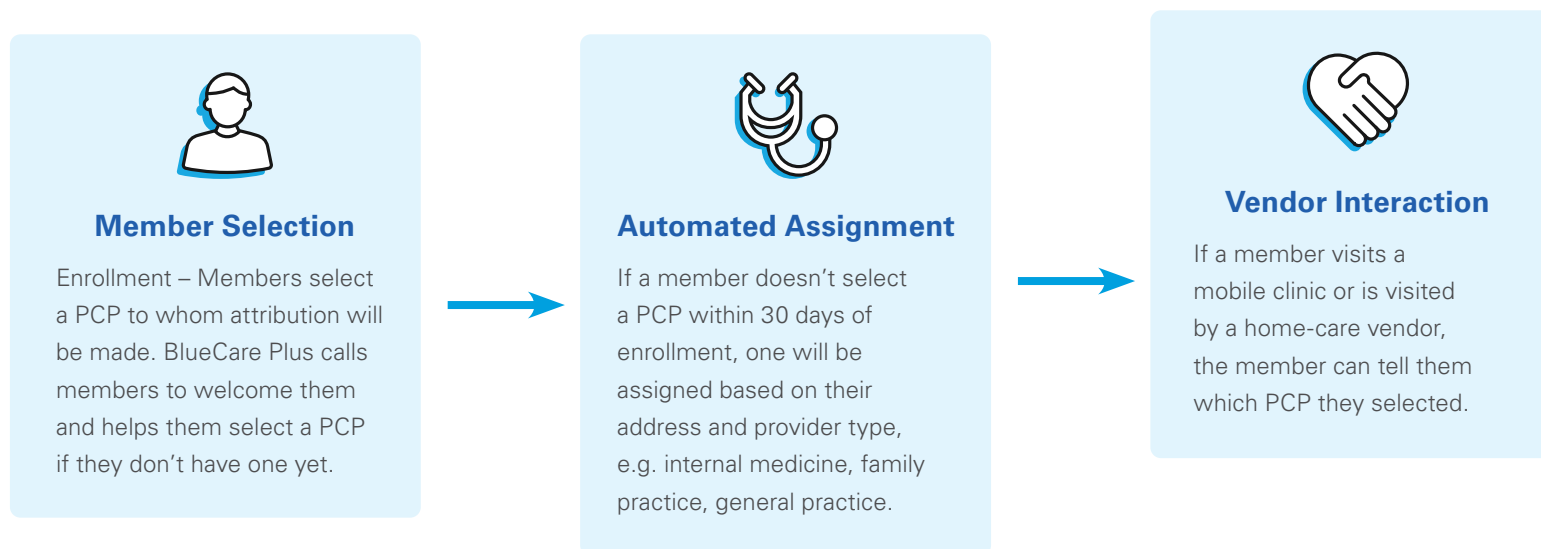 Member Selection
Enrollment – Members select
a PCP to whom attribution will
be made. BlueCare Plus calls
members to welcome them
and helps them select a PCP
if they don’t have one yet.
Automated Assignment
If a member doesn’t select
a PCP within 30 days of
enrollment, one will be
assigned based on their
address and provider type,
e.g. internal medicine, family
practice, general practice.
Vendor Interaction
If a member visits a
mobile clinic or is visited
by a home-care vendor,
the member can tell them
which PCP they selected.